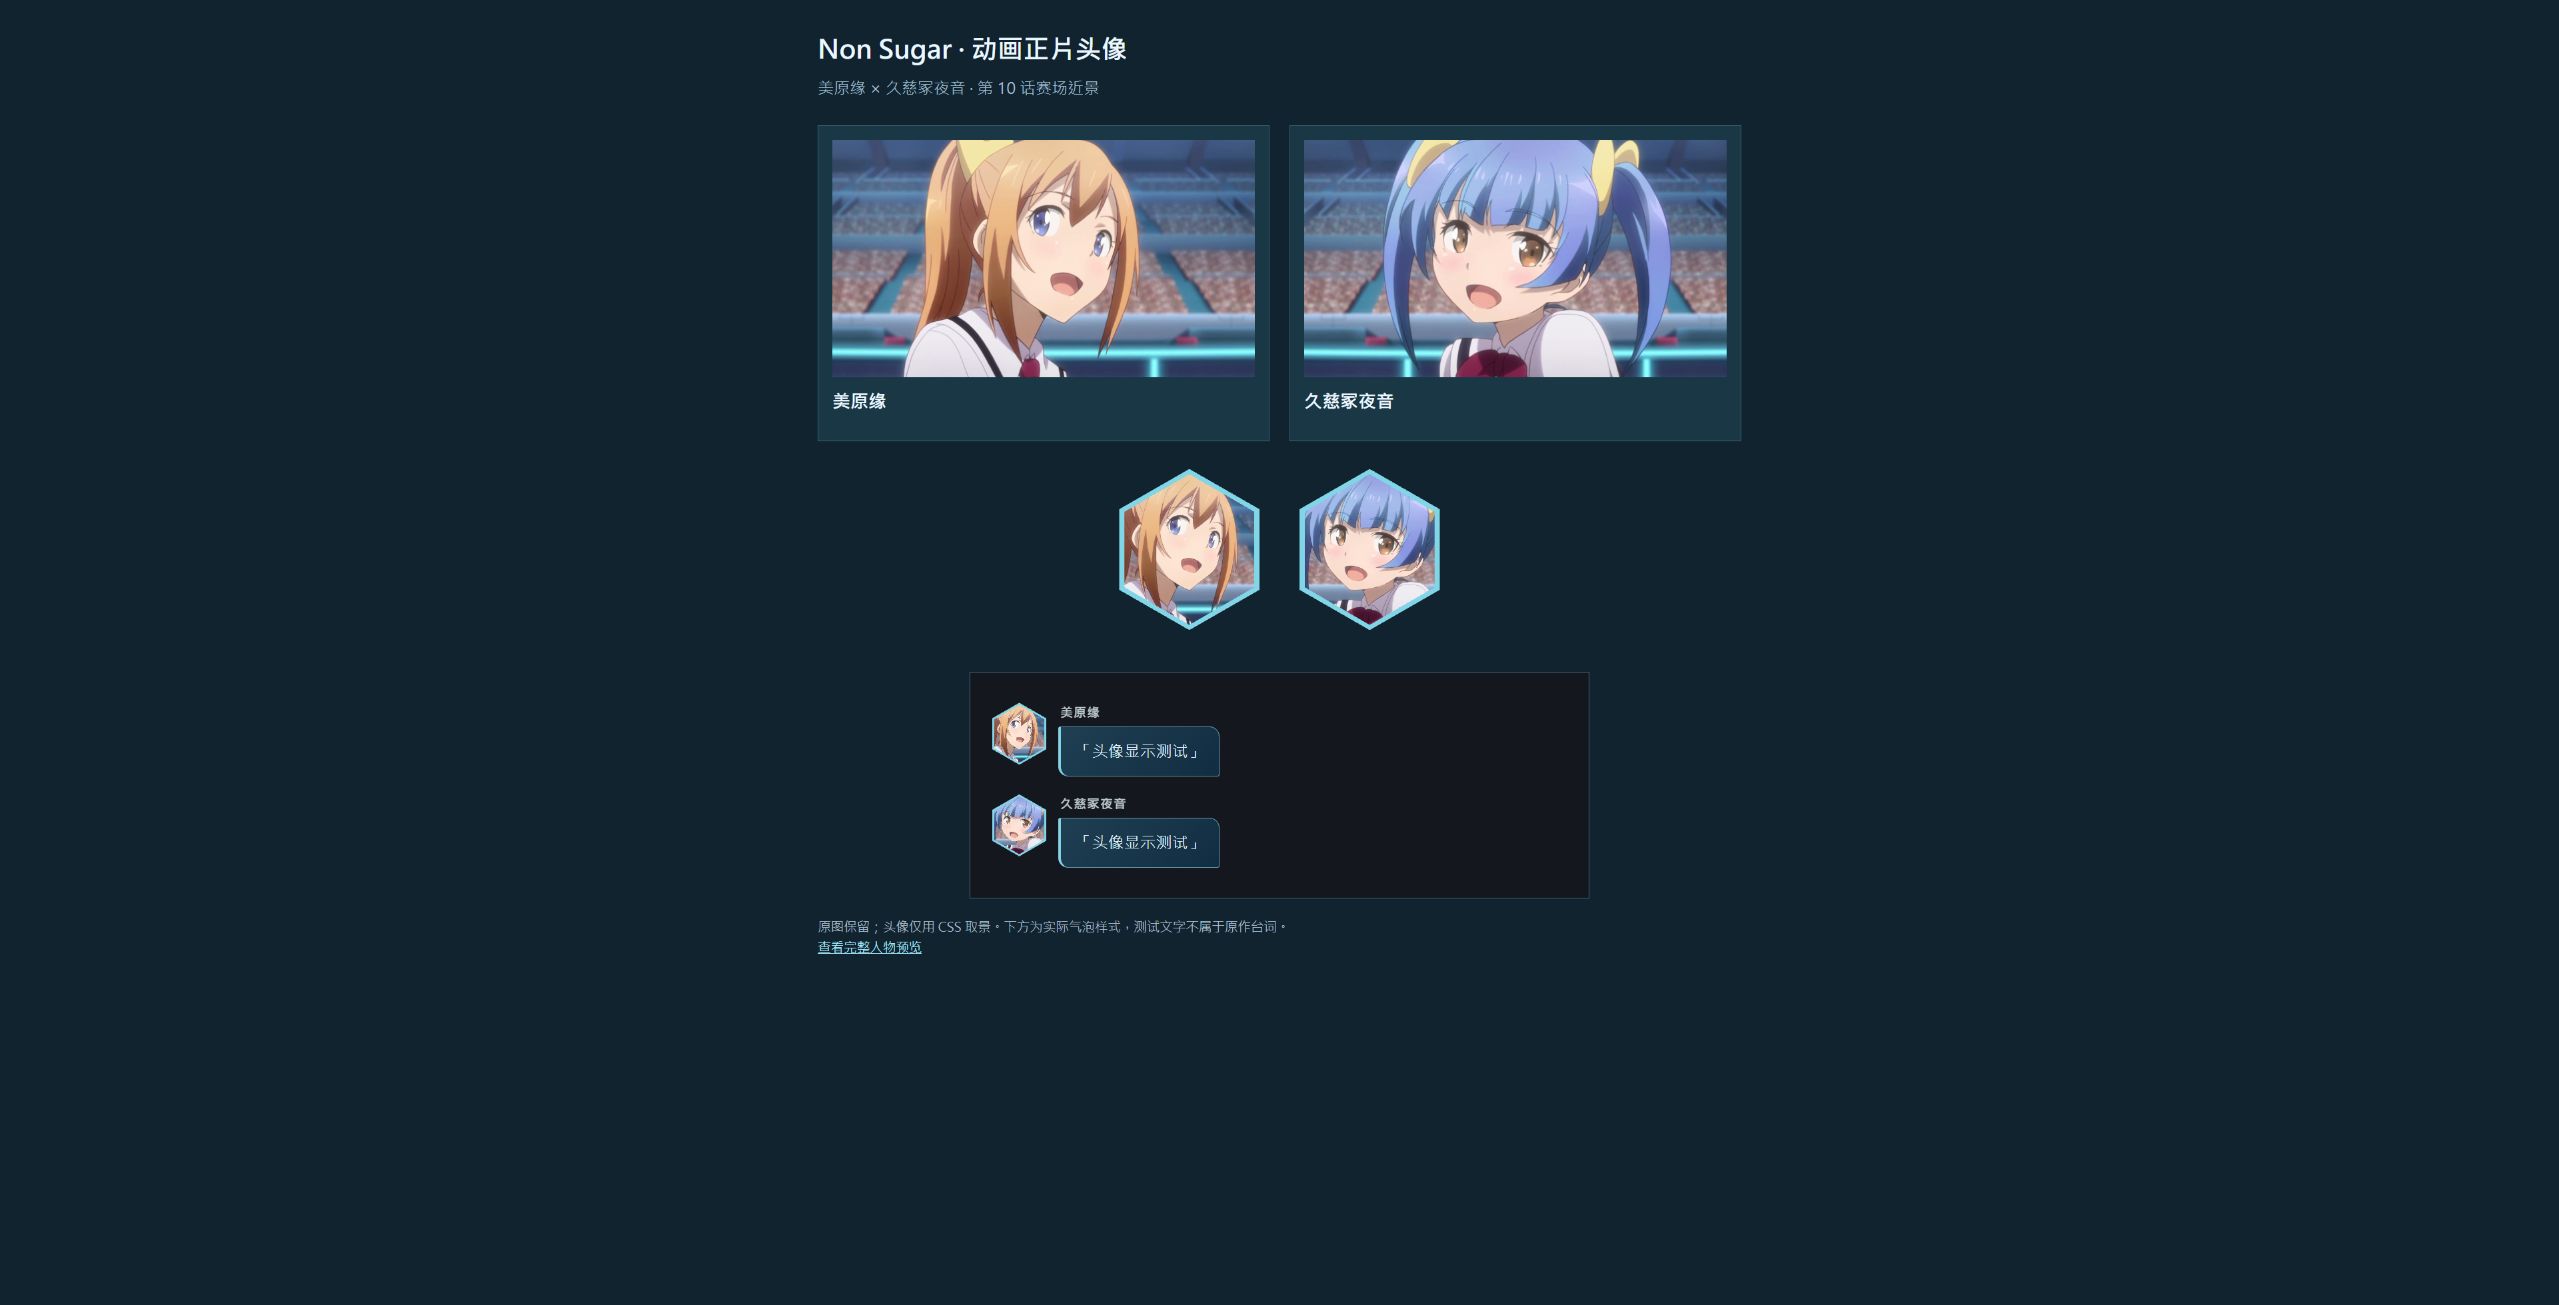 Non Sugar · 动画正片头像
美原缘 × 久慈冢夜音 · 第 10 话赛场近景
美原缘
久慈冢夜音
美原缘
「头像显示测试」
久慈冢夜音
「头像显示测试」
原图保留；头像仅用 CSS 取景。下方为实际气泡样式，测试文字不属于原作台词。
查看完整人物预览